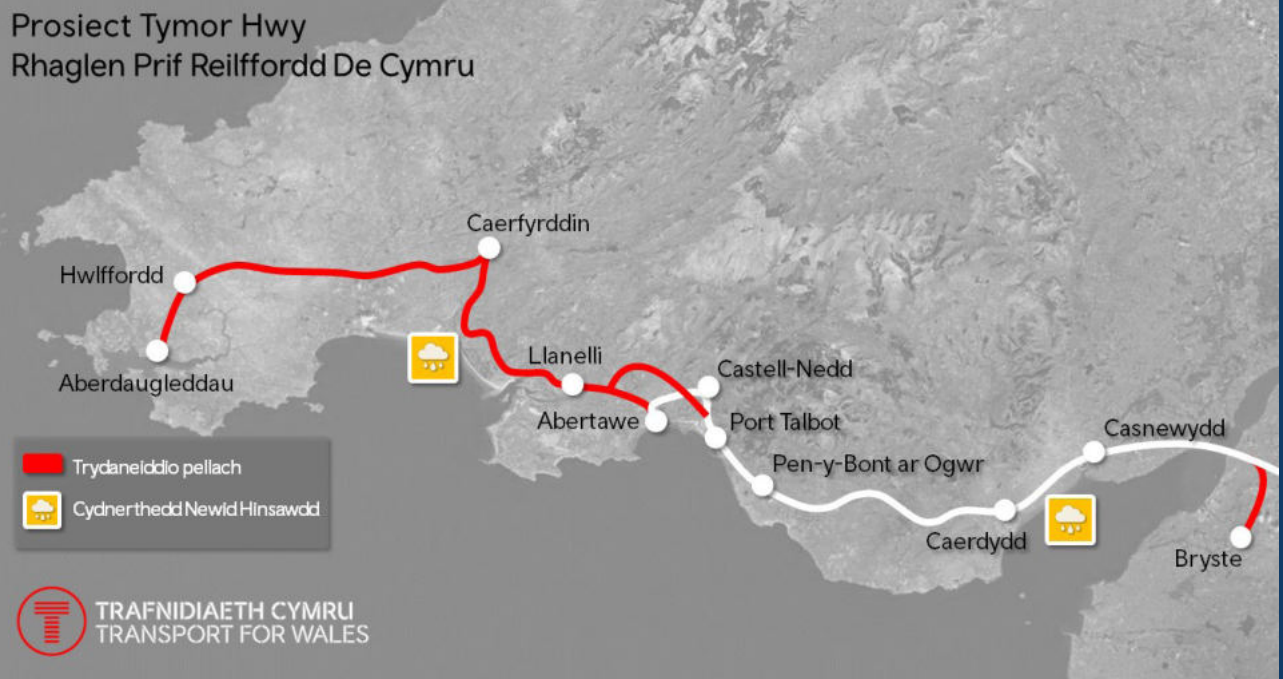 Prosiect Tymor Hwy
Rhaglen Prif Reilffordd De Cymru
Caerfyrddin
Hwlffordd
Aberdaugleddau
Llanelli
Castell-Nedd
Abertawe
Port Talbot
Pen-y-Bont ar Ogwr
Casnewydd
Caerdydd
Bryste
Trydaneiddio pellach
Cydnerthedd Newid Hinsawdd
TRAFNIDIAETH CYMRU
TRANSPORT FOR WALES